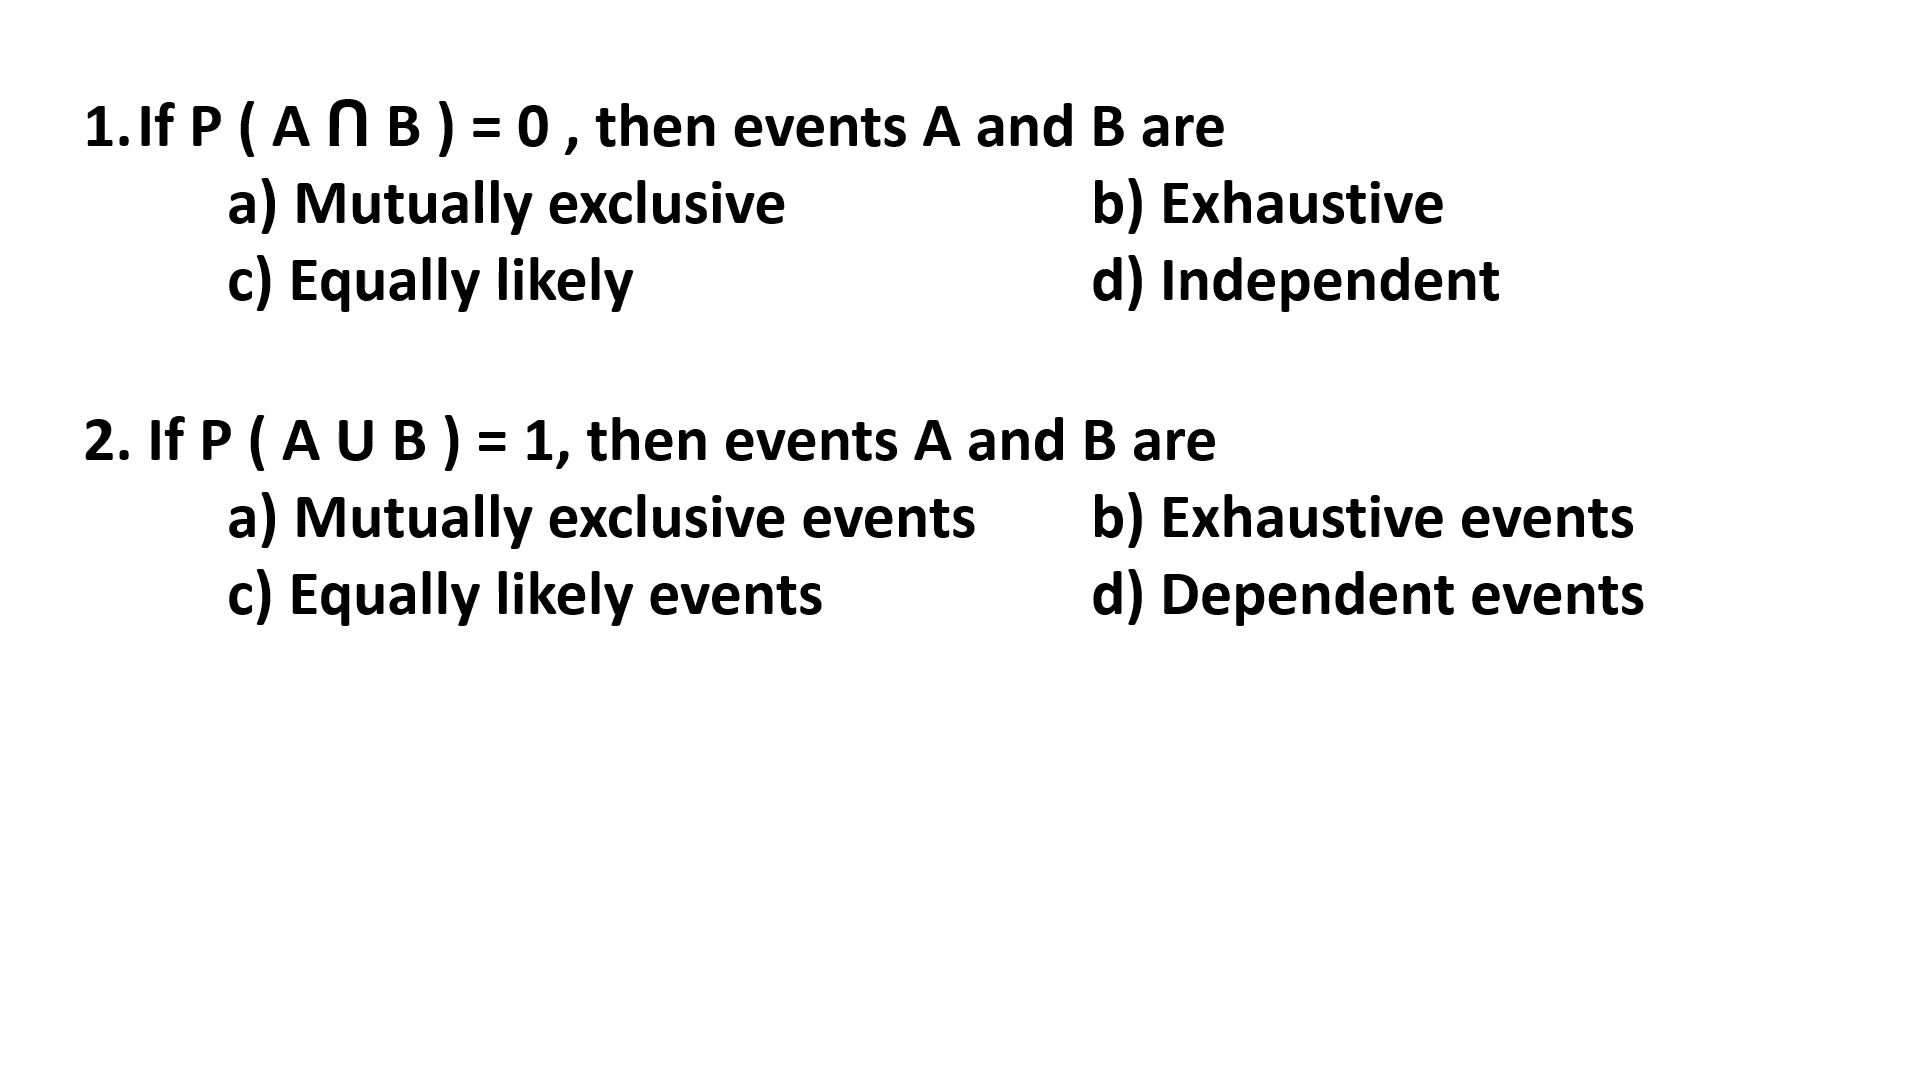 1. If P ( A ∩ B ) = 0 , then events A and B are
a) Mutually exclusive b) Exhaustive
c) Equally likely d) Independent
2. If P ( A U B ) = 1, then events A and B are
a) Mutually exclusive events b) Exhaustive events
c) Equally likely events d) Dependent events